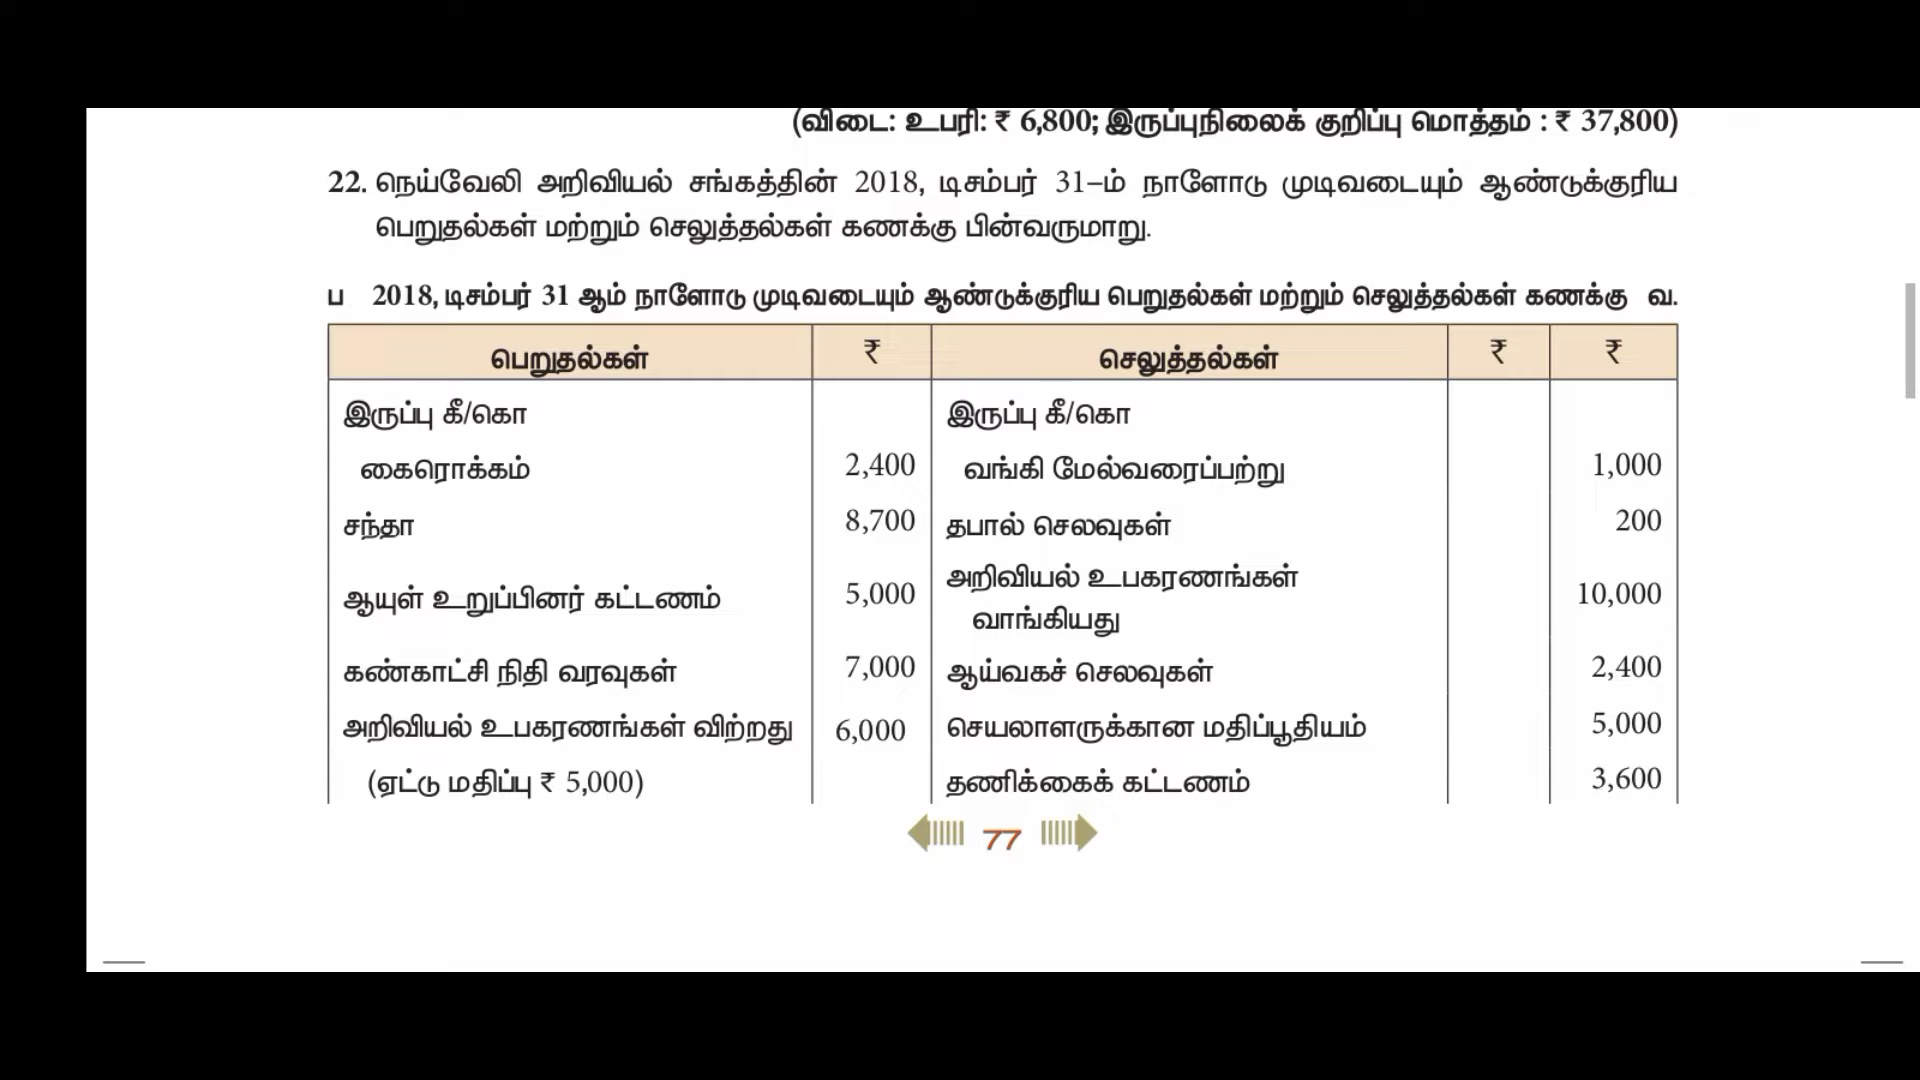 (விடை: உபரி: ₹ 6,800; இருப்புநிலைக் குறிப்பு மொத்தம் : ₹ 37,800)
22. நெய்வேலி அறிவியல் சங்கத்தின் 2018, டிசம்பர் 31–ம் நாளோடு முடிவடையும் ஆண்டுக்குரிய
பெறுதல்கள் மற்றும் செலுத்தல்கள் கணக்கு பின்வருமாறு.
ப 2018, டிசம்பர் 31 ஆம் நாளோடு முடிவடையும் ஆண்டுக்குரிய பெறுதல்கள் மற்றும் செலுத்தல்கள் கணக்கு வ.
பெறுதல்கள் ₹ செலுத்தல்கள் ₹ ₹
இருப்பு கீ/கொ இருப்பு கீ/கொ
கைரொக்கம் 2,400 வங்கி மேல்வரைப்பற்று 1,000
சந்தா 8,700 தபால் செலவுகள் 200
ஆயுள் உறுப்பினர் கட்டணம் 5,000 அறிவியல் உபகரணங்கள்
வாங்கியது 10,000
கண்காட்சி நிதி வரவுகள் 7,000 ஆய்வகச் செலவுகள் 2,400
அறிவியல் உபகரணங்கள் விற்றது 6,000 செயலாளருக்கான மதிப்பூதியம் 5,000
(ஏட்டு மதிப்பு ₹ 5,000) தணிக்கைக் கட்டணம் 3,600
77